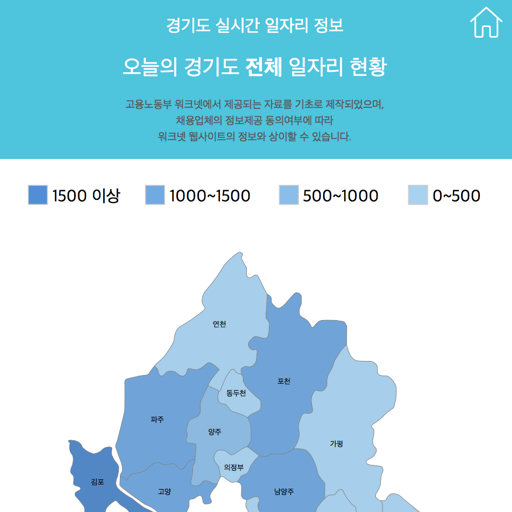 경기도 실시간 일자리 정보
오늘의 경기도 전체 일자리 현황
고용노동부 워크넷에서 제공되는 자료를 기초로 제작되었으며,
채용업체의 정보제공 동의여부에 따라
워크넷 웹사이트의 정보와 상이할 수 있습니다.
1500 이상 1000~1500 500~1000 0~500
연천
포천
동두천
파주
양주
가평
의정부
김포
고양
남양주